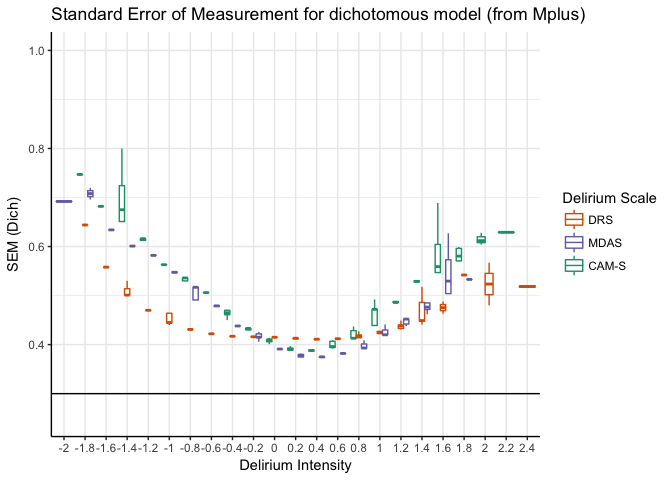 Standard Error of Measurement for dichotomous model (from Mplus)
1.0
0.8
0.6
0.4
SEM (Dich)
-2 -1.8 -1.6 -1.4 -1.2 -1 -0.8 -0.6 -0.4 -0.2 0 0.2 0.4 0.6 0.8 1 1.2 1.4 1.6 1.8 2 2.2 2.4
Delirium Intensity
Delirium Scale
DRS
MDAS
CAM-S